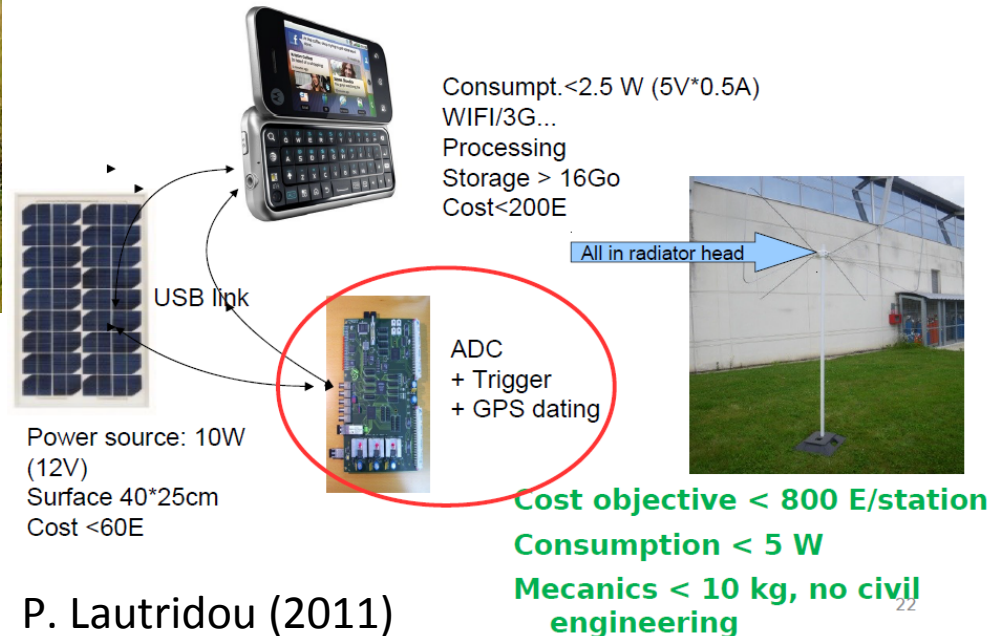 Consumpt.<2.5 W (5V*0.5A)
WIFI/3G...
Processing
Storage > 16Go
Cost<200E
All in radiator head
USB link
ADC
+ Trigger
+ GPS dating
Power source: 10W
(12V)
Surface 40*25cm
Cost <60E
Cost objective < 800 E/station
Consumption < 5 W
Mecanics < 10 kg, no civil
engineering
22
P. Lautridou (2011)